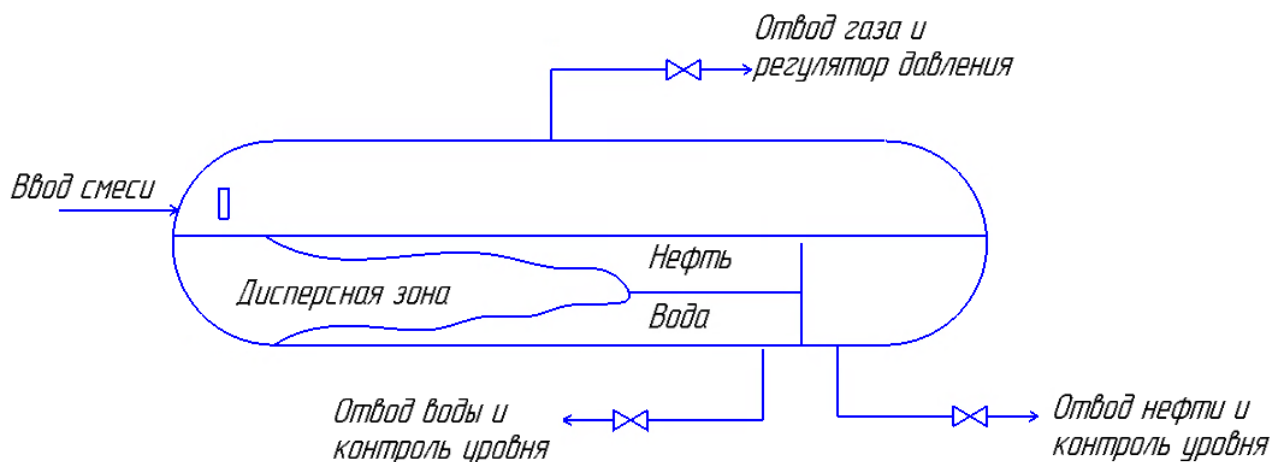 Отвод газа и
регулятор давления
Ввод смеси
Нефть
Дисперсная зона
Вода
Отвод воды и
контроль уровня
Отвод нефти и
контроль уровня